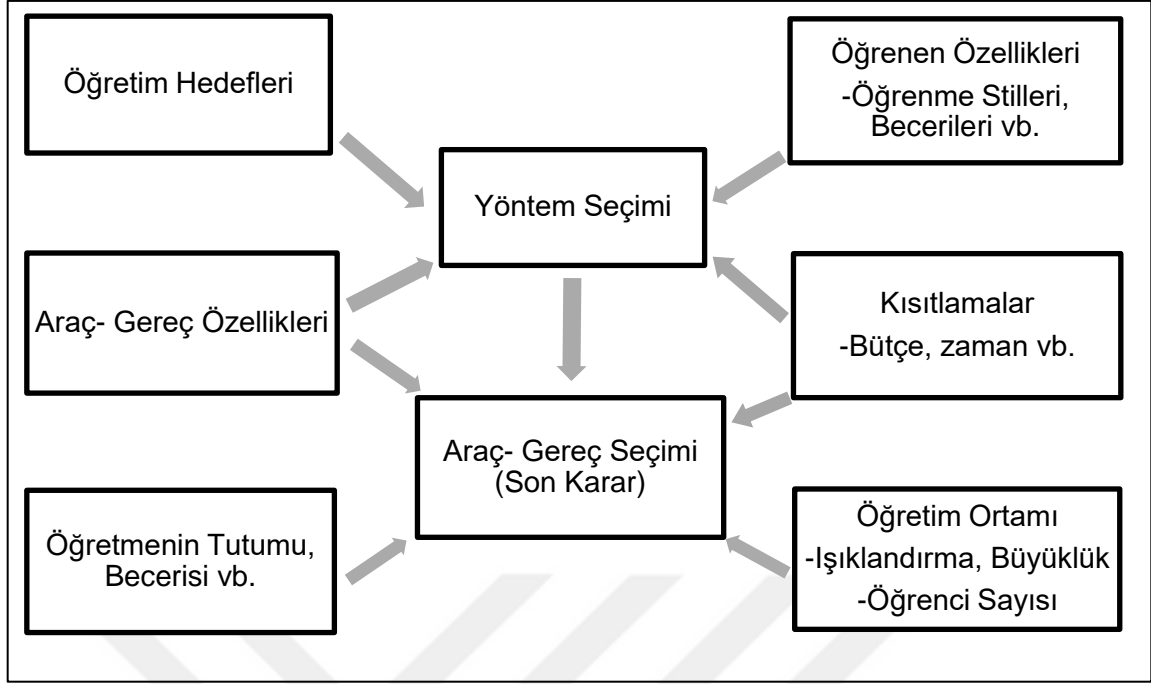 Öğretim Hedefleri
Öğrenen Özellikleri
-Öğrenme Stilleri,
Becerileri vb.
Yöntem Seçimi
Araç- Gereç Özellikleri
Kısıtlamalar
-Bütçe, zaman vb.
Araç- Gereç Seçimi
(Son Karar)
Öğretmenin Tutumu,
Becerisi vb.
Öğretim Ortamı
-Işıklandırma, Büyüklük
-Öğrenci Sayısı